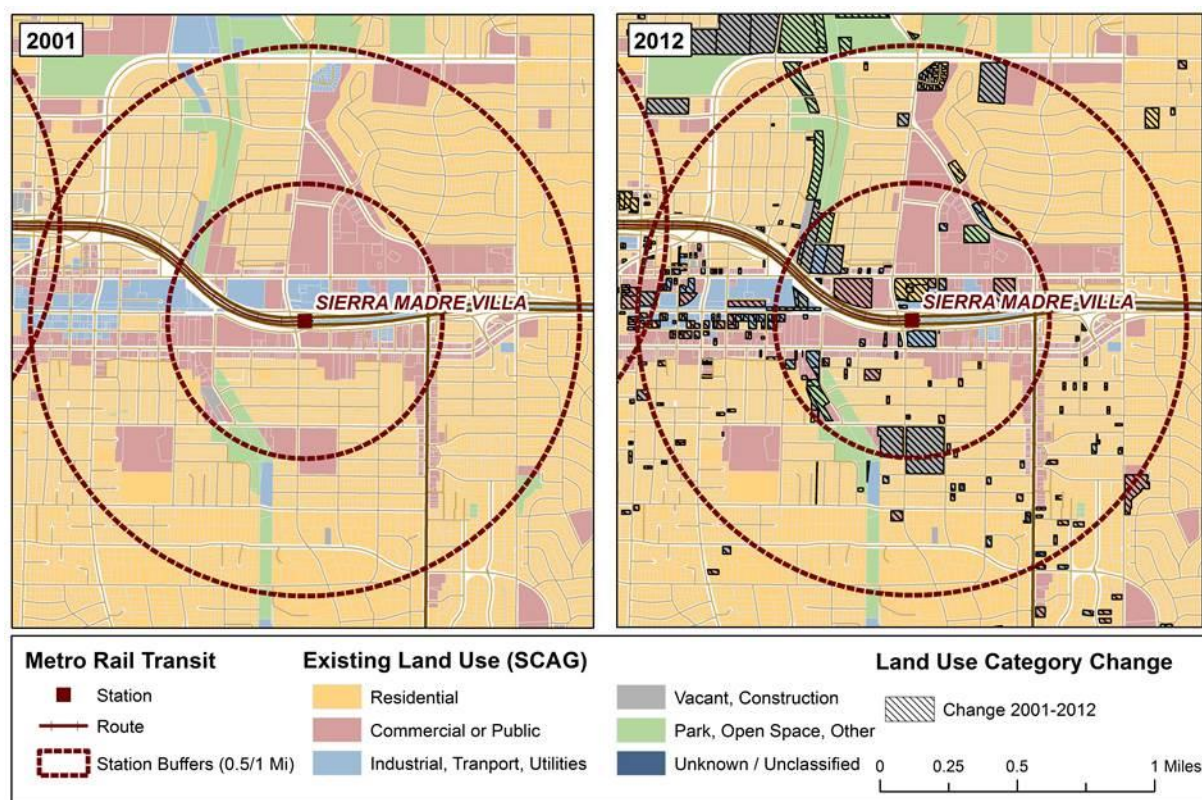 2001
SIERRA MADRE VILLA
2012
SIERRA MADRE VILLA
Metro Rail Transit
Station
Route
Station Buffers (0.5/1 Mi)
Existing Land Use (SCAG)
Residential
Commercial or Public
Industrial, Tranport, Utilities
Vacant, Construction
Park, Open Space, Other
Unknown / Unclassified
Land Use Category Change
Change 2001-2012
0 0.25 0.5 1 Miles